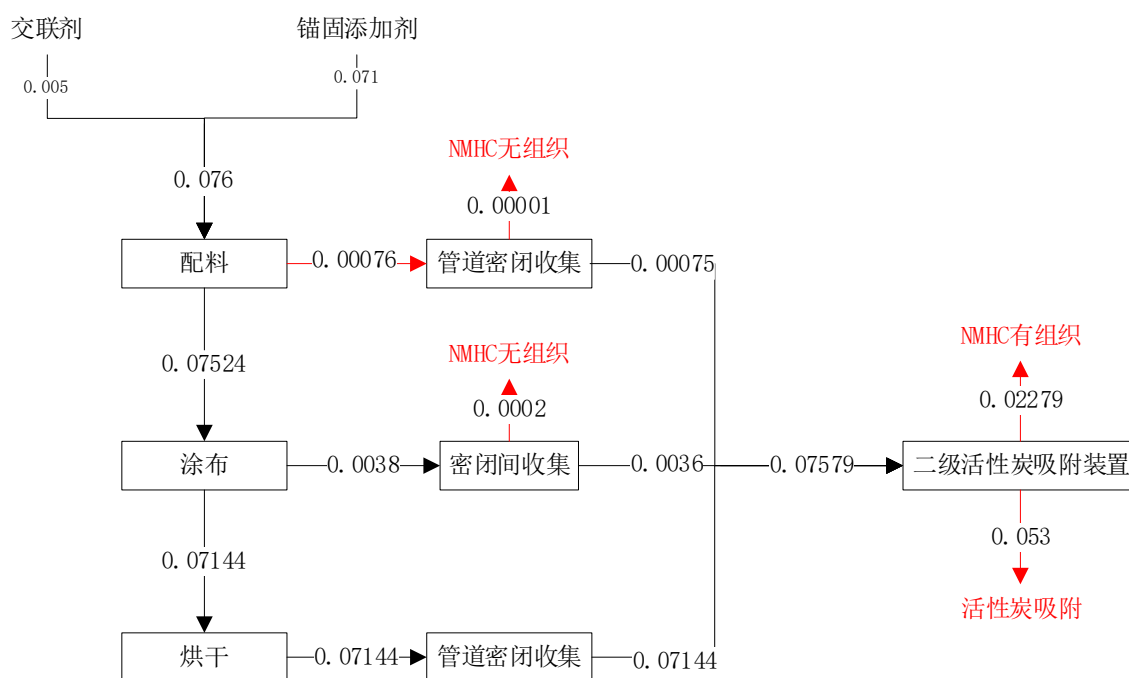 交联剂
锚固添加剂
0.005
0.071
NMHC无组织
0.076
0.00001
配料
0.00076
管道密闭收集
0.00075
NMHC无组织
NMHC有组织
0.07524
0.0002
0.02279
涂布
0.0038
密闭间收集
0.0036
0.07579
二级活性炭吸附装置
0.053
0.07144
活性炭吸附
烘干
0.07144
管道密闭收集
0.07144